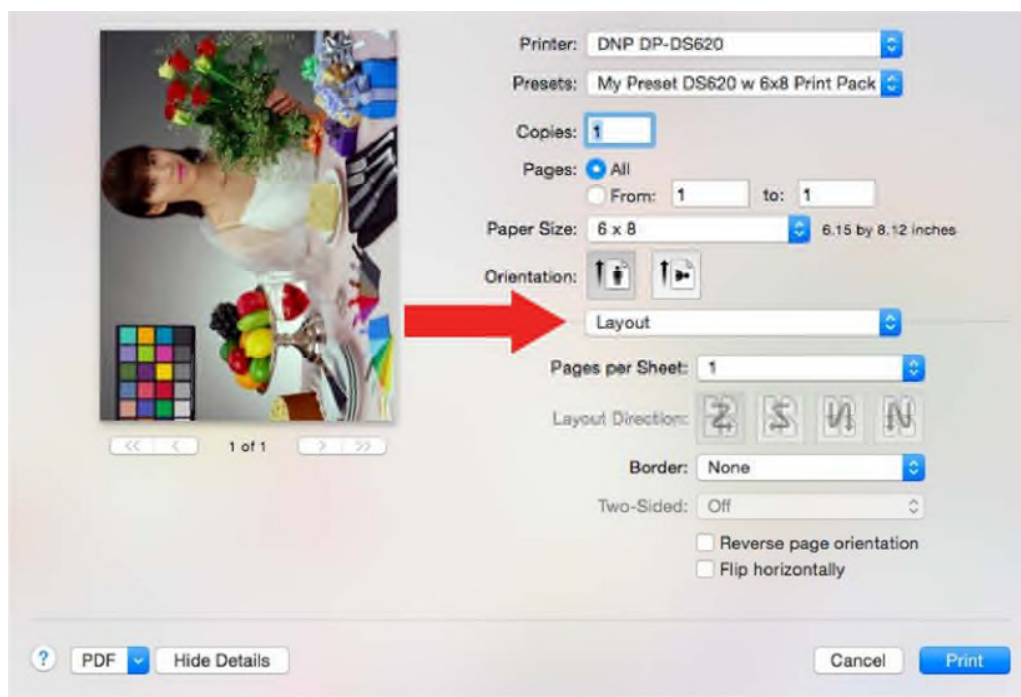 Printer: DNP DP-DS620
Presets: My Preset DS620 w 6x8 Print Pack
Copies: 1
Pages: All
From: 1 to: 1
Paper Size: 6 x 8 6.15 by 8.12 inches
Orientation:
Layout
Pages per Sheet: 1
Layout Direction:
Border: None
Two-Sided: Off
Reverse page orientation
Flip horizontally
<< < 1 of 1 > >>
? PDF Hide Details Cancel Print